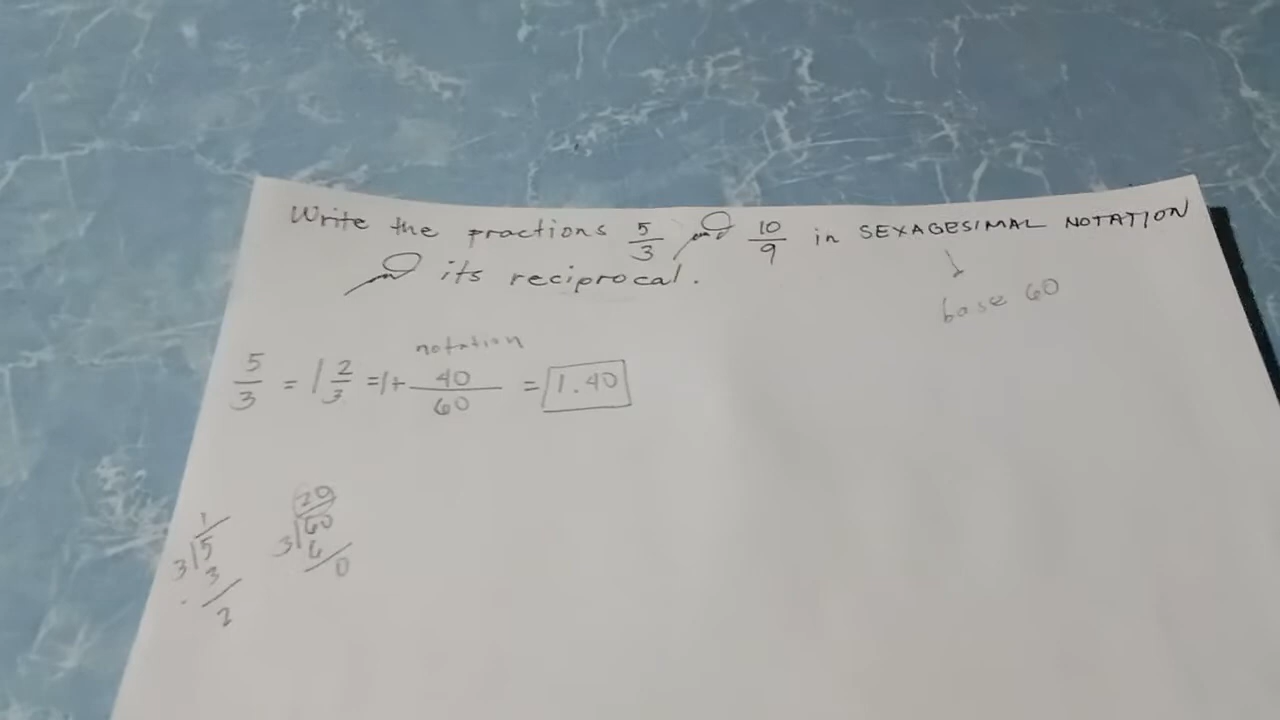 Write the fractions 5/3 and 10/9 in SEXAGESIMAL NOTATION
and its reciprocal.
base 60
notation
5/3 = 1 2/3 = 1 + 40/60 = 1.40
1
3 5
3
2
20
3 60
6
0